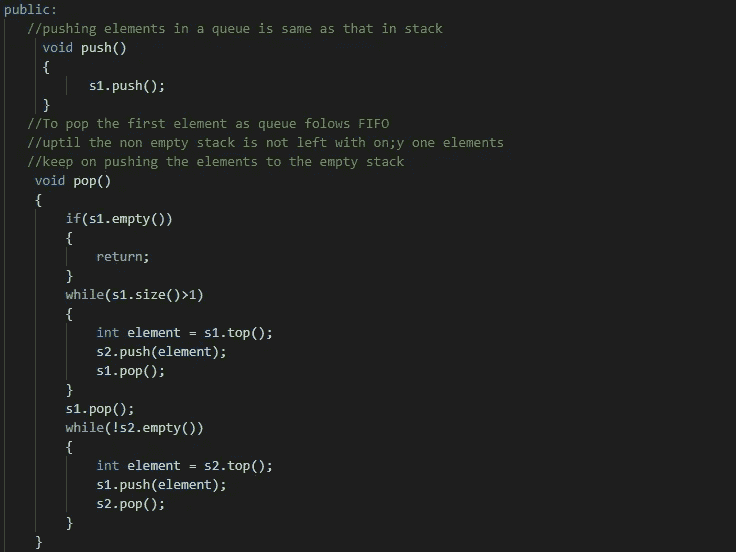 public:
//pushing elements in a queue is same as that in stack
void push()
{
s1.push();
}
//To pop the first element as queue folows FIFO
//uptil the non empty stack is not left with on;y one elements
//keep on pushing the elements to the empty stack
void pop()
{
if(s1.empty())
{
return;
}
while(s1.size()>1)
{
int element = s1.top();
s2.push(element);
s1.pop();
}
s1.pop();
while(!s2.empty())
{
int element = s2.top();
s1.push(element);
s2.pop();
}
}